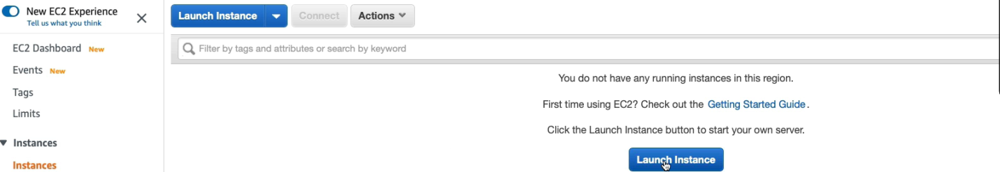 New EC2 Experience
Tell us what you think
EC2 Dashboard New
Events New
Tags
Limits
Instances
Instances
Launch Instance
Connect
Actions
Filter by tags and attributes or search by keyword
You do not have any running instances in this region.
First time using EC2? Check out the Getting Started Guide.
Click the Launch Instance button to start your own server.
Launch Instance